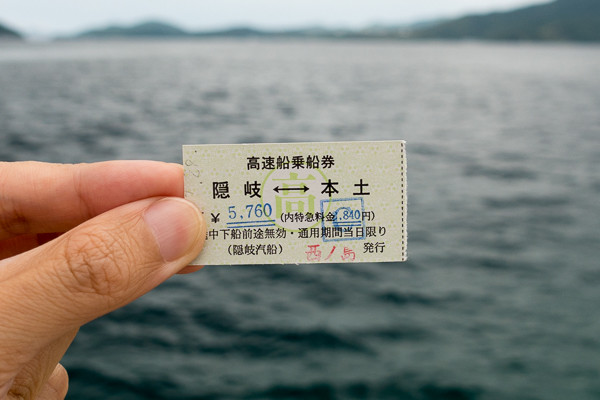 高速船乗船券
隠岐 ⟷ 本土
¥ 5,760 (内特急料金 ,840円)
中下船前途無効・通用期間当日限り
(隠岐汽船) 西ノ島 発行